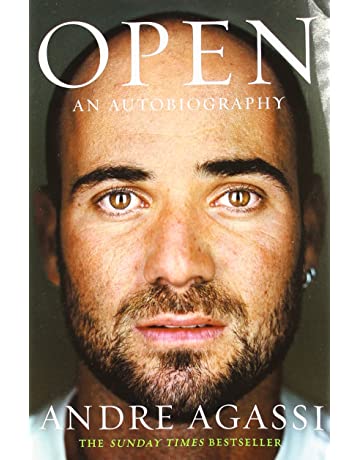 OPEN
AN AUTOBIOGRAPHY
ANDRE AGASSI
THE SUNDAY TIMES BESTSELLER